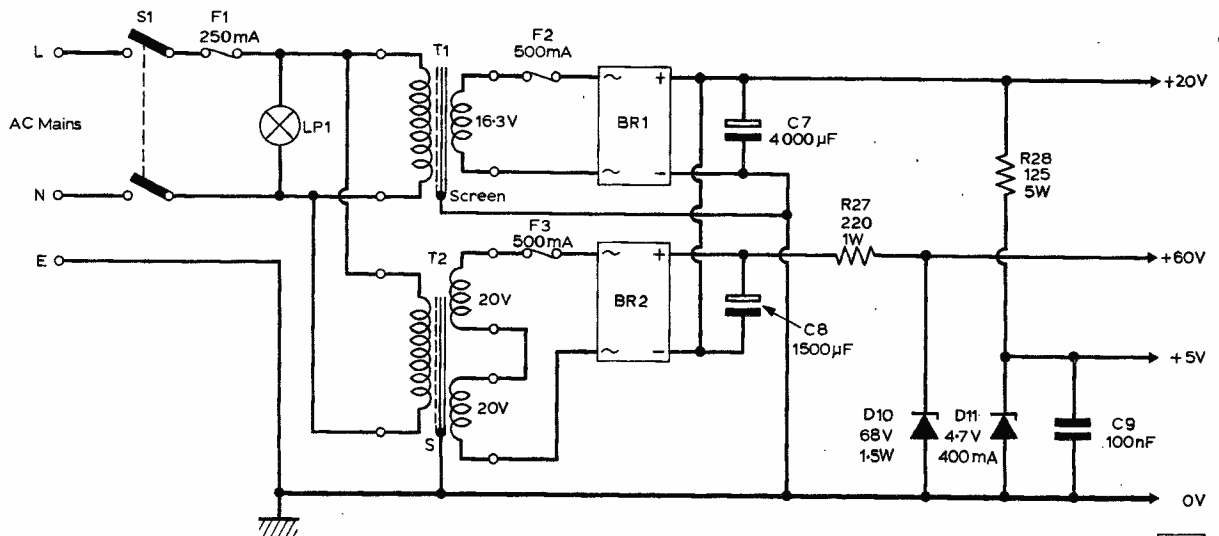 S1
F1
250mA
L
AC Mains
N
E
LP1
T1
16·3V
Screen
F2
500mA
~
~
BR1
+
−
C7
4000µF
+20V
R28
125
5W
T2
20V
20V
S
F3
500mA
~
~
BR2
+
−
C8
1500µF
R27
220
1W
+60V
+5V
D10
68V
1·5W
D11
4·7V
400mA
C9
100nF
0V